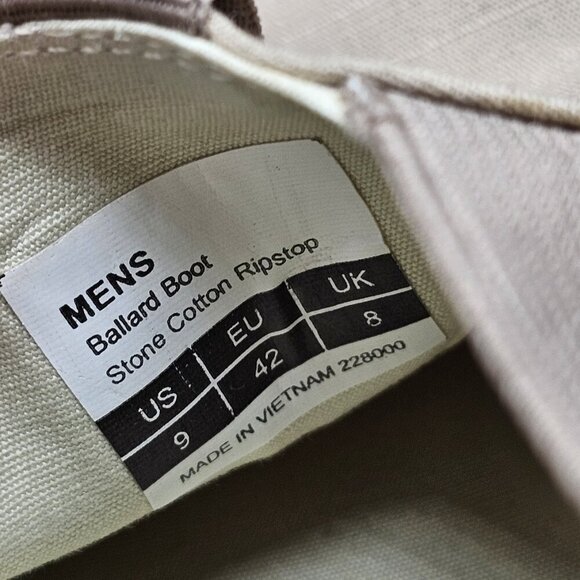 MENS
Ballard Boot
Stone Cotton Ripstop
US EU UK
9 42 8
MADE IN VIETNAM 228000